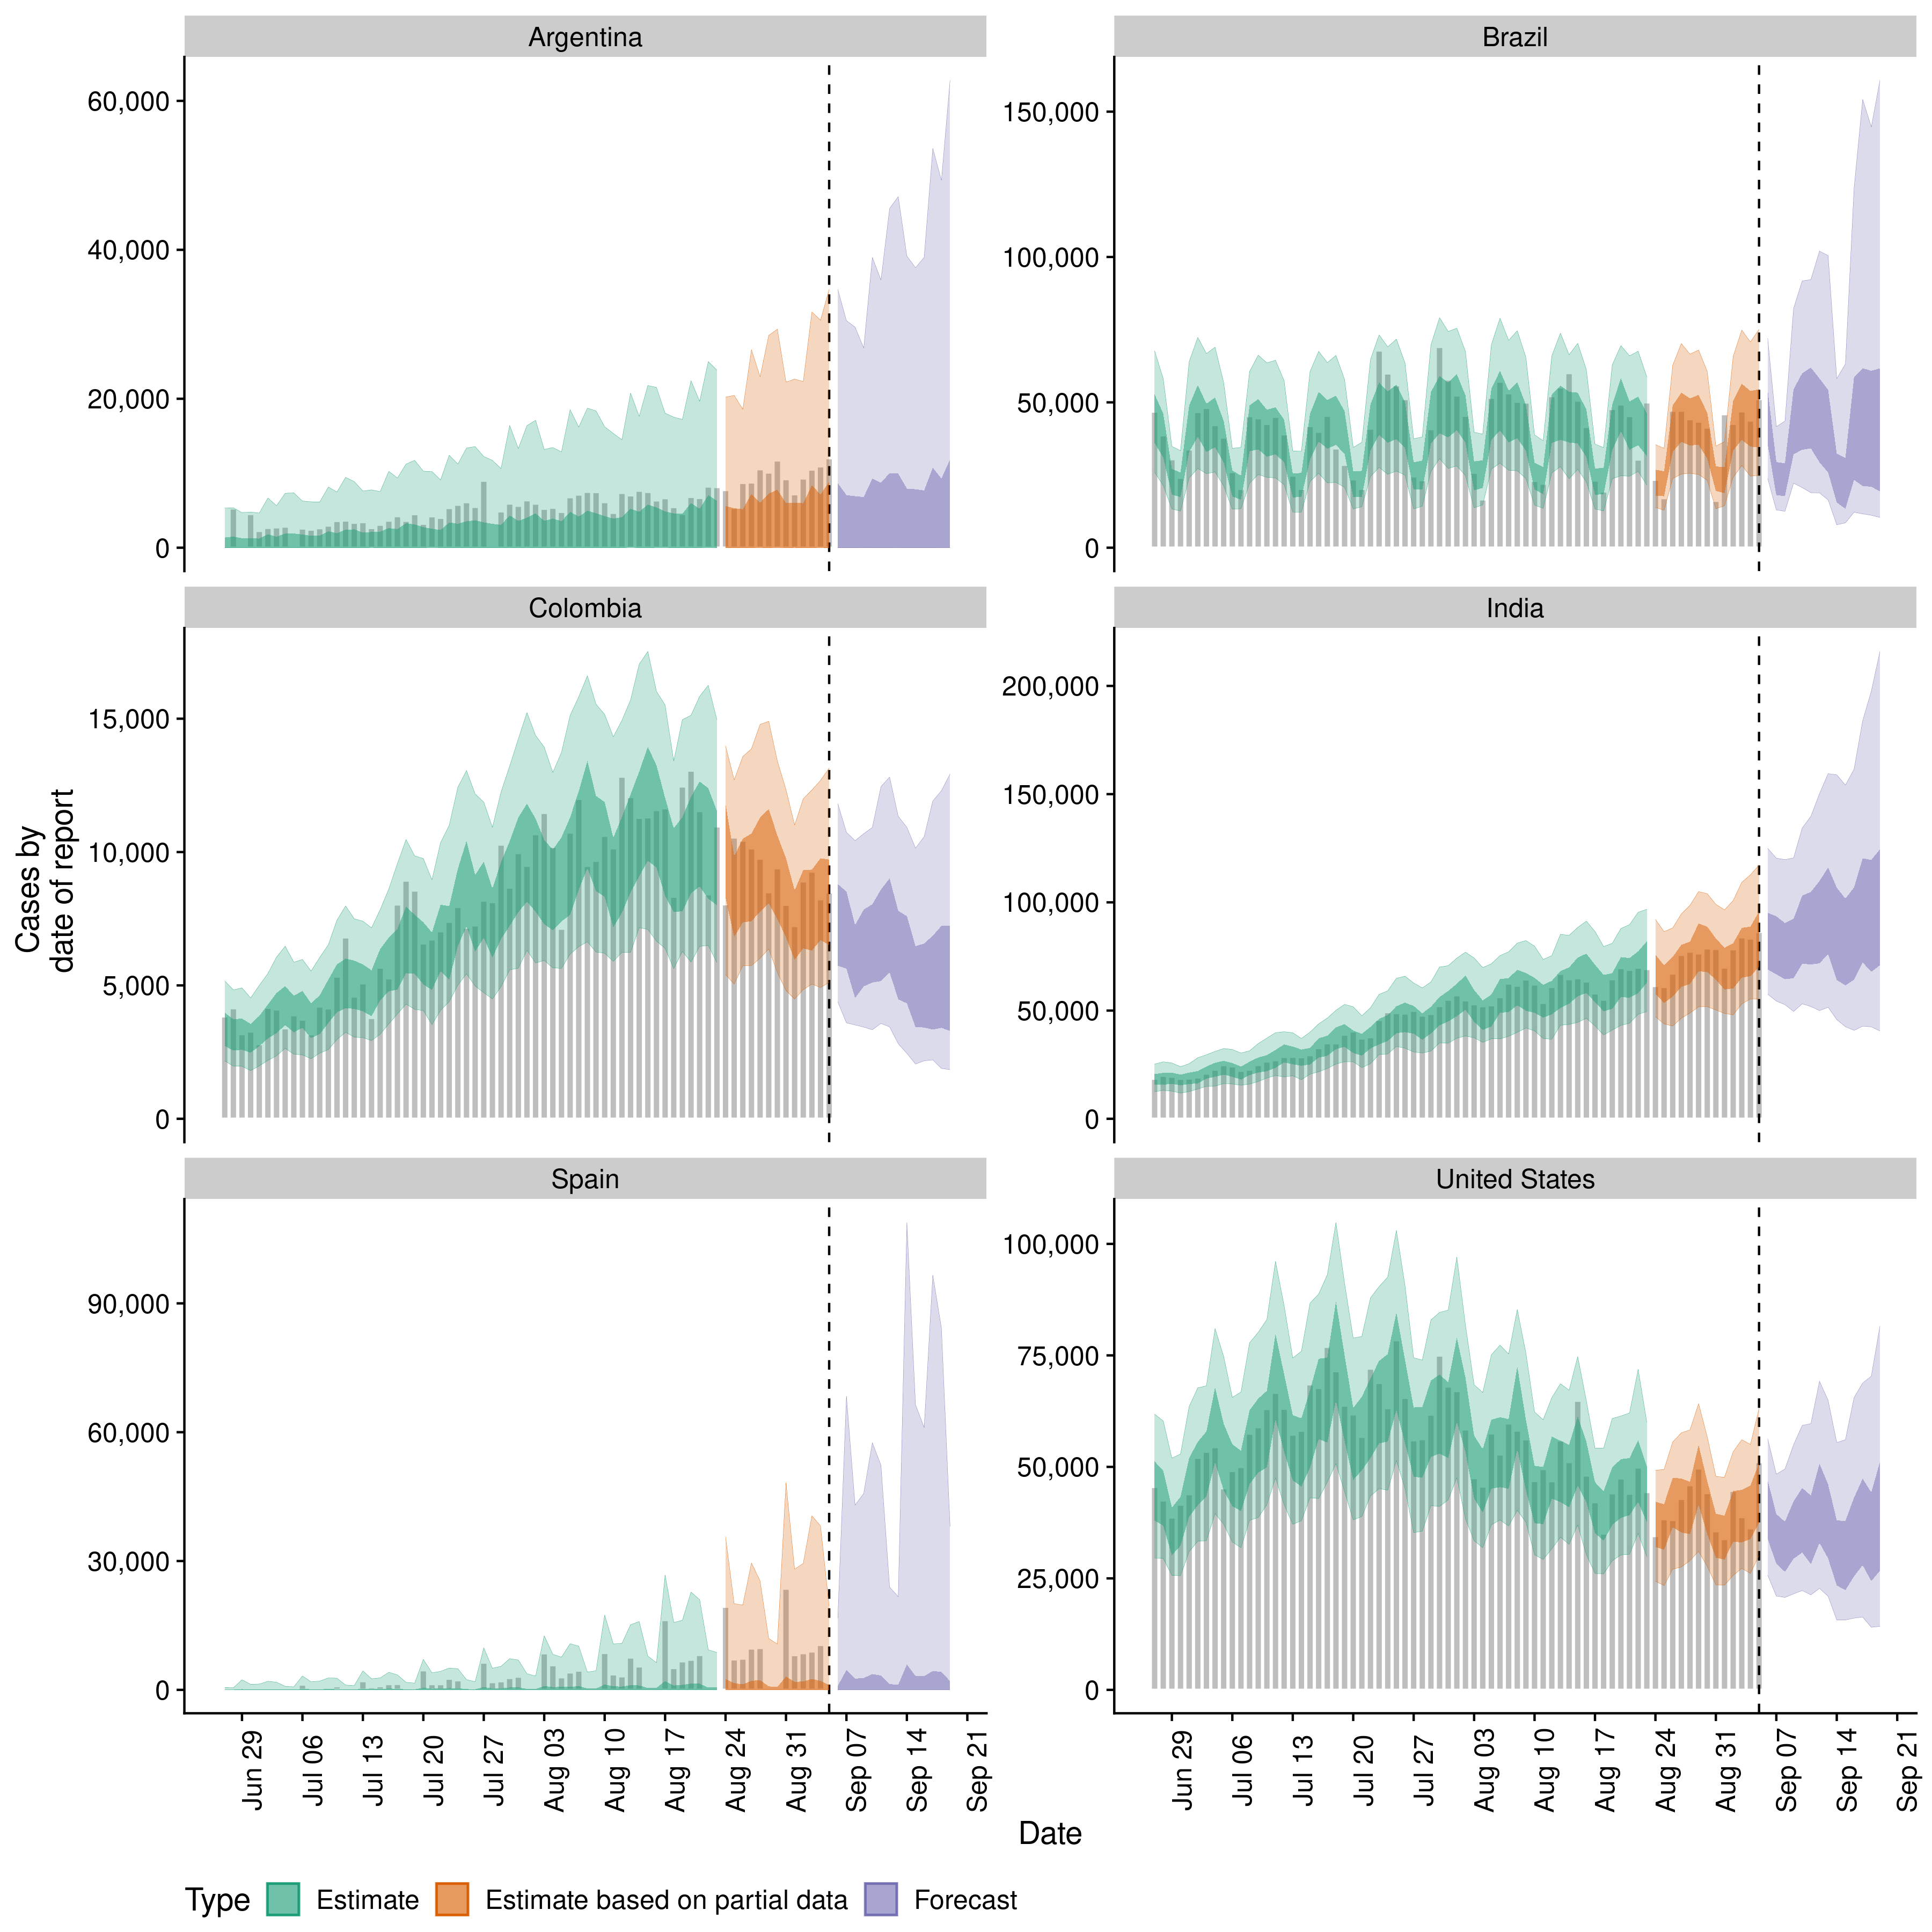 Argentina
Brazil
60,000
40,000
20,000
0
150,000
100,000
50,000
0
Colombia
India
15,000
10,000
5,000
0
200,000
150,000
100,000
50,000
0
Spain
United States
90,000
60,000
30,000
0
100,000
75,000
50,000
25,000
0
Cases by
date of report
Jun 29
Jul 06
Jul 13
Jul 20
Jul 27
Aug 03
Aug 10
Aug 17
Aug 24
Aug 31
Sep 07
Sep 14
Sep 21
Jun 29
Jul 06
Jul 13
Jul 20
Jul 27
Aug 03
Aug 10
Aug 17
Aug 24
Aug 31
Sep 07
Sep 14
Sep 21
Date
Type Estimate Estimate based on partial data Forecast